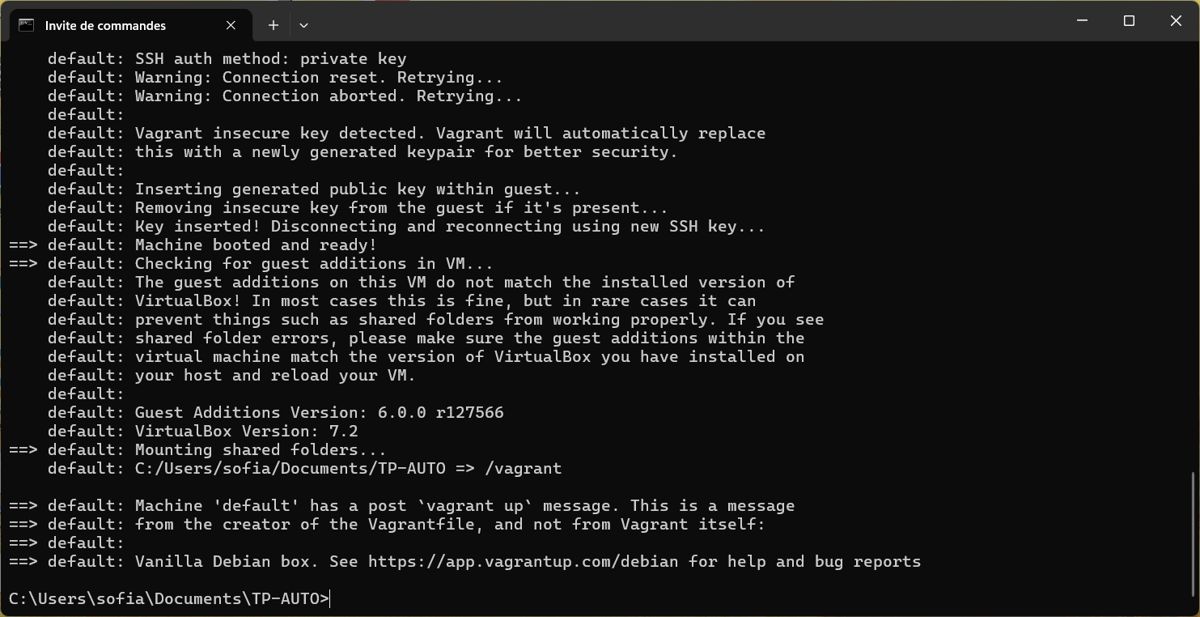 Invite de commandes
    default: SSH auth method: private key
    default: Warning: Connection reset. Retrying...
    default: Warning: Connection aborted. Retrying...
    default:
    default: Vagrant insecure key detected. Vagrant will automatically replace
    default: this with a newly generated keypair for better security.
    default:
    default: Inserting generated public key within guest...
    default: Removing insecure key from the guest if it's present...
    default: Key inserted! Disconnecting and reconnecting using new SSH key...
==> default: Machine booted and ready!
==> default: Checking for guest additions in VM...
    default: The guest additions on this VM do not match the installed version of
    default: VirtualBox! In most cases this is fine, but in rare cases it can
    default: prevent things such as shared folders from working properly. If you see
    default: shared folder errors, please make sure the guest additions within the
    default: virtual machine match the version of VirtualBox you have installed on
    default: your host and reload your VM.
    default:
    default: Guest Additions Version: 6.0.0 r127566
    default: VirtualBox Version: 7.2
==> default: Mounting shared folders...
    default: C:/Users/sofia/Documents/TP-AUTO => /vagrant

==> default: Machine 'default' has a post `vagrant up` message. This is a message
==> default: from the creator of the Vagrantfile, and not from Vagrant itself:
==> default:
==> default: Vanilla Debian box. See https://app.vagrantup.com/debian for help and bug reports

C:\Users\sofia\Documents\TP-AUTO>